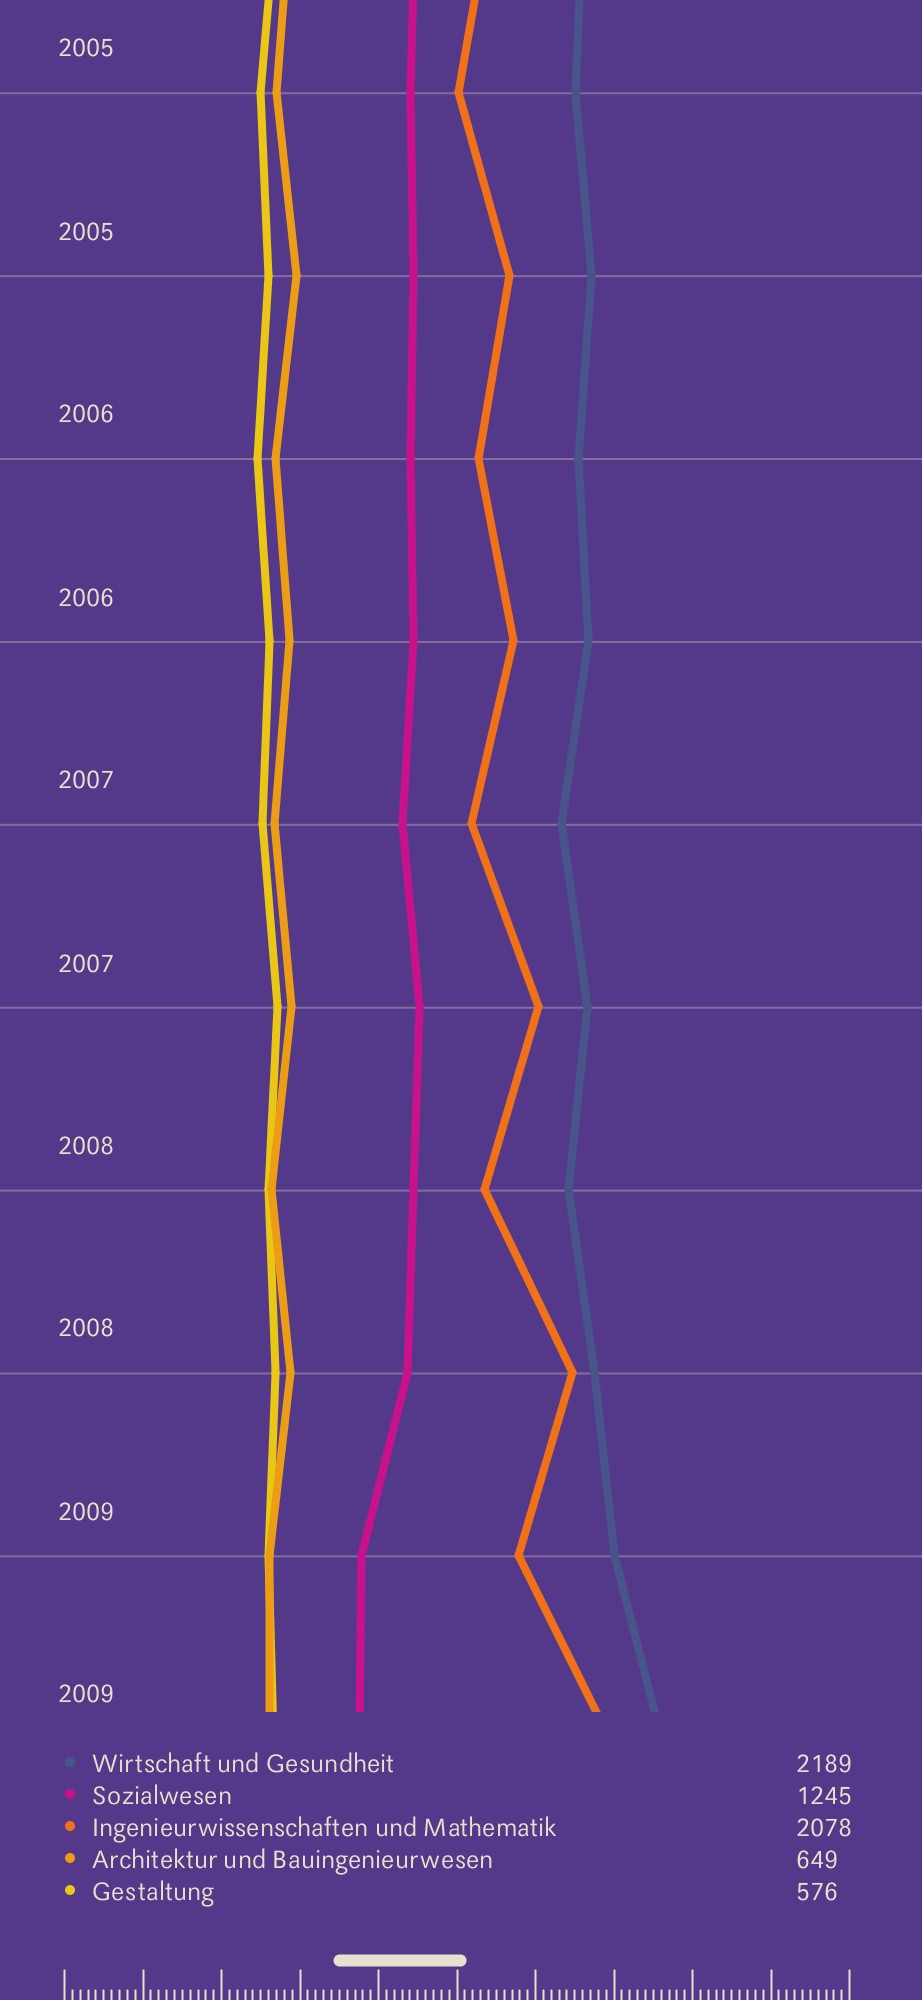 2005
2005
2006
2006
2007
2007
2008
2008
2009
2009
Wirtschaft und Gesundheit 2189
Sozialwesen 1245
Ingenieurwissenschaften und Mathematik 2078
Architektur und Bauingenieurwesen 649
Gestaltung 576